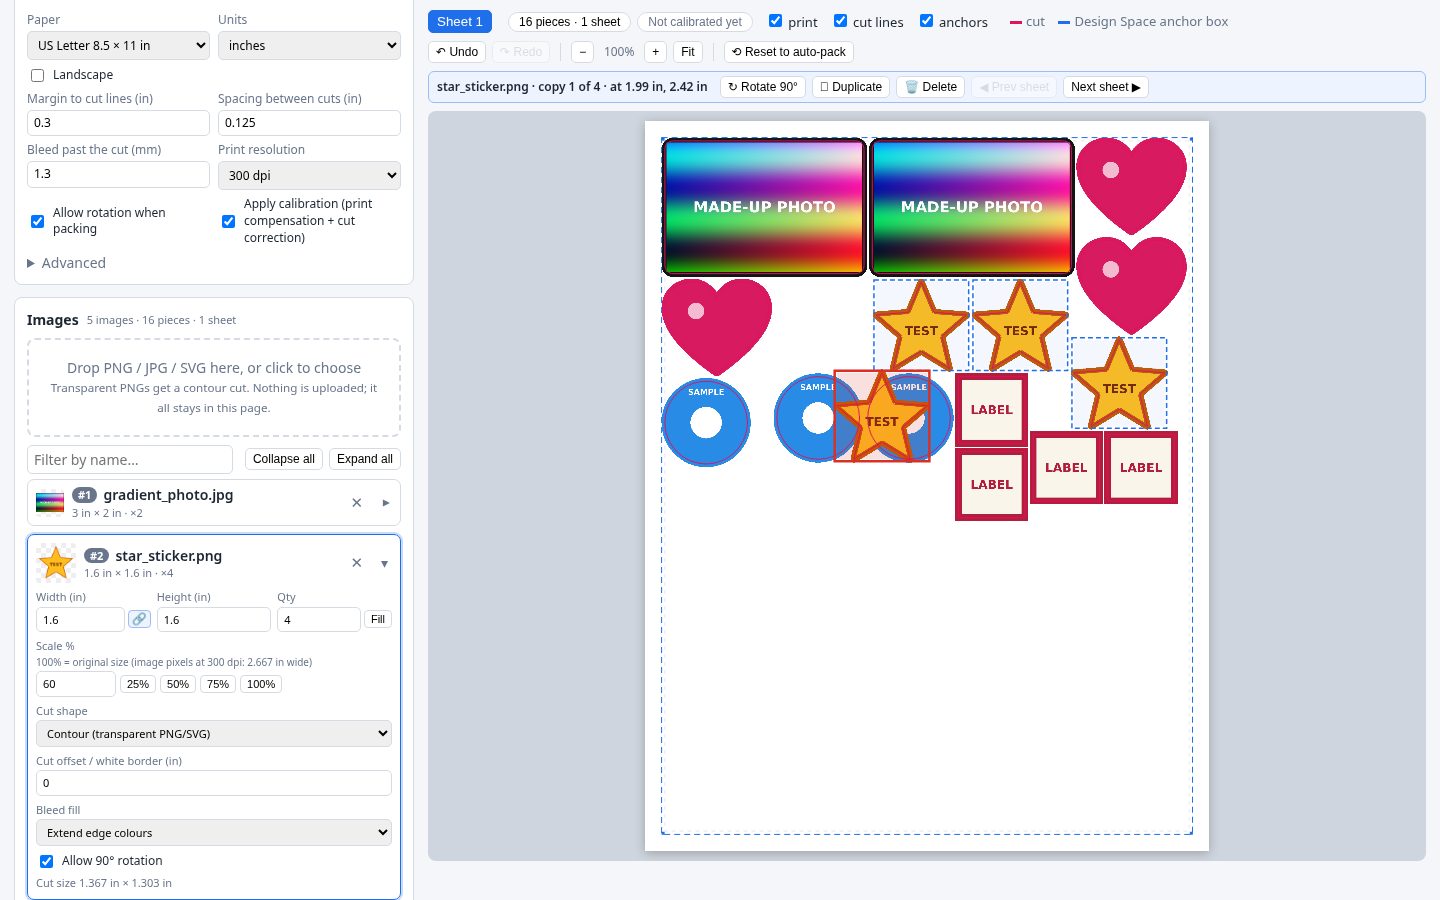 Paper
Units
US Letter 8.5 × 11 in
inches
Landscape
Margin to cut lines (in)
Spacing between cuts (in)
0.3
0.125
Bleed past the cut (mm)
Print resolution
1.3
300 dpi
Allow rotation when packing
Apply calibration (print compensation + cut correction)
Advanced
Images 5 images · 16 pieces · 1 sheet
Drop PNG / JPG / SVG here, or click to choose
Transparent PNGs get a contour cut. Nothing is uploaded; it
all stays in this page.
Filter by name...
Collapse all
Expand all
#1 gradient_photo.jpg
3 in × 2 in · ×2
#2 star_sticker.png
1.6 in × 1.6 in · ×4
Width (in)
Height (in)
Qty
1.6
1.6
4
Fill
Scale %
100% = original size (image pixels at 300 dpi: 2.667 in wide)
60
25%
50%
75%
100%
Cut shape
Contour (transparent PNG/SVG)
Cut offset / white border (in)
0
Bleed fill
Extend edge colours
Allow 90° rotation
Cut size 1.367 in × 1.303 in
Sheet 1
16 pieces · 1 sheet
Not calibrated yet
print
cut lines
anchors
cut
Design Space anchor box
Undo
Redo
100%
Fit
Reset to auto-pack
star_sticker.png · copy 1 of 4 · at 1.99 in, 2.42 in
Rotate 90°
Duplicate
Delete
Prev sheet
Next sheet
MADE-UP PHOTO
MADE-UP PHOTO
TEST
TEST
TEST
SAMPLE
SAMPLE
SAMPLE
TEST
LABEL
LABEL
LABEL
LABEL